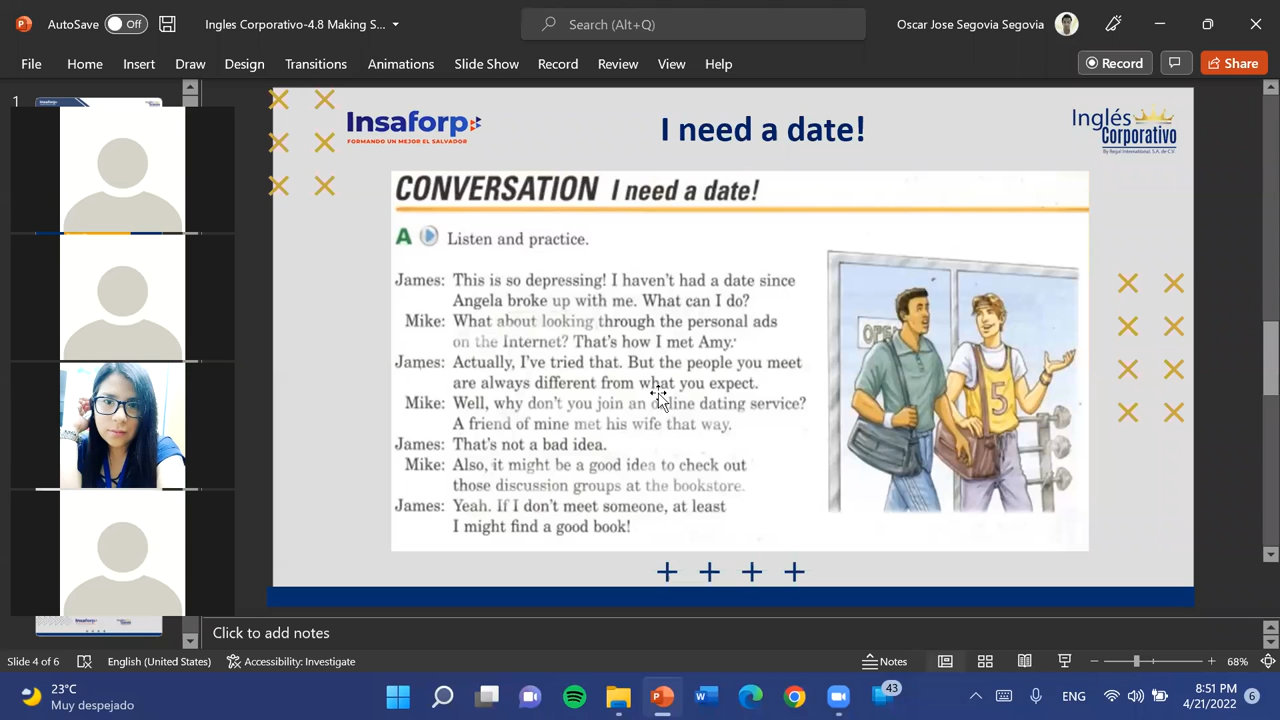 AutoSave Off Ingles Corporativo-4.8 Making S... Search (Alt+Q) Oscar Jose Segovia Segovia
File Home Insert Draw Design Transitions Animations Slide Show Record Review View Help Record Share
1
Insaforp
FORMANDO UN MEJOR EL SALVADOR
I need a date!
Inglés
Corporativo
By Regal International, S.A. de C.V.
CONVERSATION I need a date!
A Listen and practice.
James: This is so depressing! I haven't had a date since
Angela broke up with me. What can I do?
Mike: What about looking through the personal ads
on the Internet? That's how I met Amy.
James: Actually, I've tried that. But the people you meet
are always different from what you expect.
Mike: Well, why don't you join an online dating service?
A friend of mine met his wife that way.
James: That's not a bad idea.
Mike: Also, it might be a good idea to check out
those discussion groups at the bookstore.
James: Yeah. If I don't meet someone, at least
I might find a good book!
OPEN
5
Click to add notes
Slide 4 of 6 English (United States) Accessibility: Investigate Notes 68%
23°C
Muy despejado
43
ENG
8:51 PM
4/21/2022
6